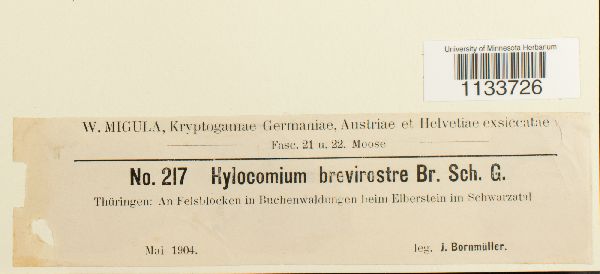 University of Minnesota Herbarium
1133726
W. MIGULA, Kryptogamae Germaniae, Austriae et Helvetiae exsiccatae
Fasc. 21 u. 22. Moose
No. 217 Hylocomium brevirostre Br. Sch. G.
Thüringen: An Felsblöcken in Buchenwaldungen beim Eiberstein im Schwarzatal
Mai 1904. leg. J. Bornmüller.